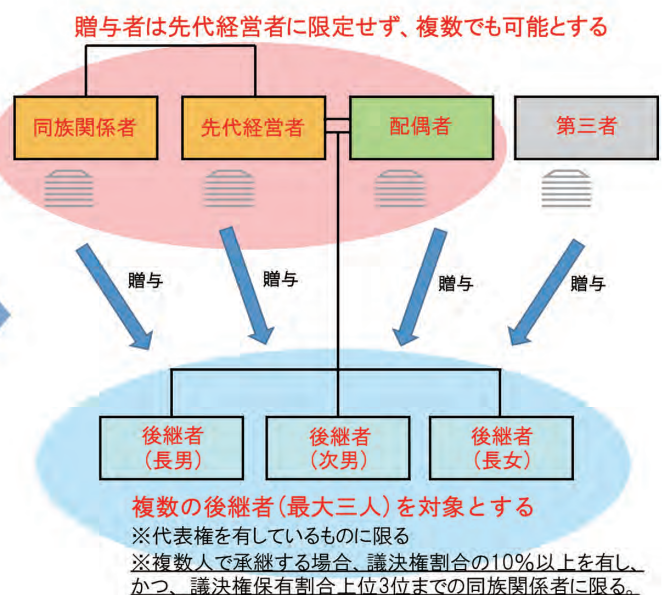 贈与者は先代経営者に限定せず、複数でも可能とする
同族関係者
先代経営者
配偶者
第三者
贈与
贈与
贈与
贈与
後継者
（長男）
後継者
（次男）
後継者
（長女）
複数の後継者（最大三人）を対象とする
※代表権を有しているものに限る
※複数人で承継する場合、議決権割合の10％以上を有し、
かつ、議決権保有割合上位3位までの同族関係者に限る。